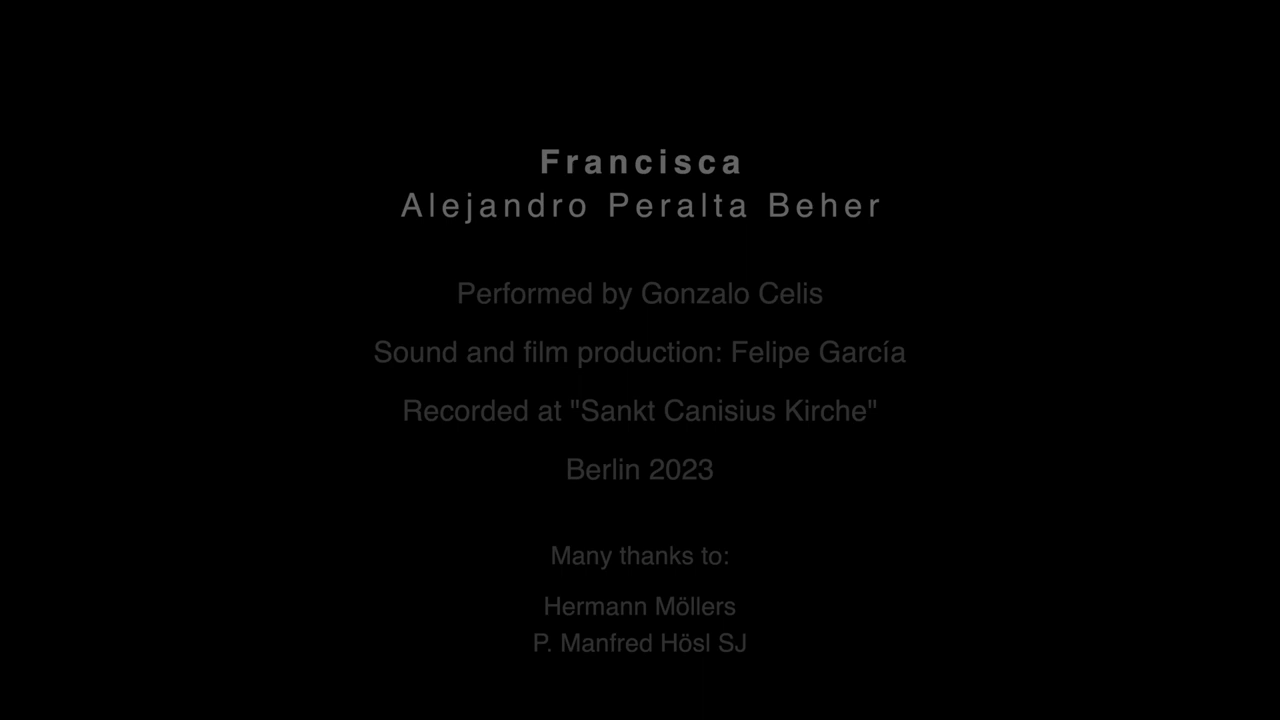 Francisca
Alejandro Peralta Beher
Performed by Gonzalo Celis
Sound and film production: Felipe García
Recorded at "Sankt Canisius Kirche"
Berlin 2023
Many thanks to:
Hermann Möllers
P. Manfred Hösl SJ